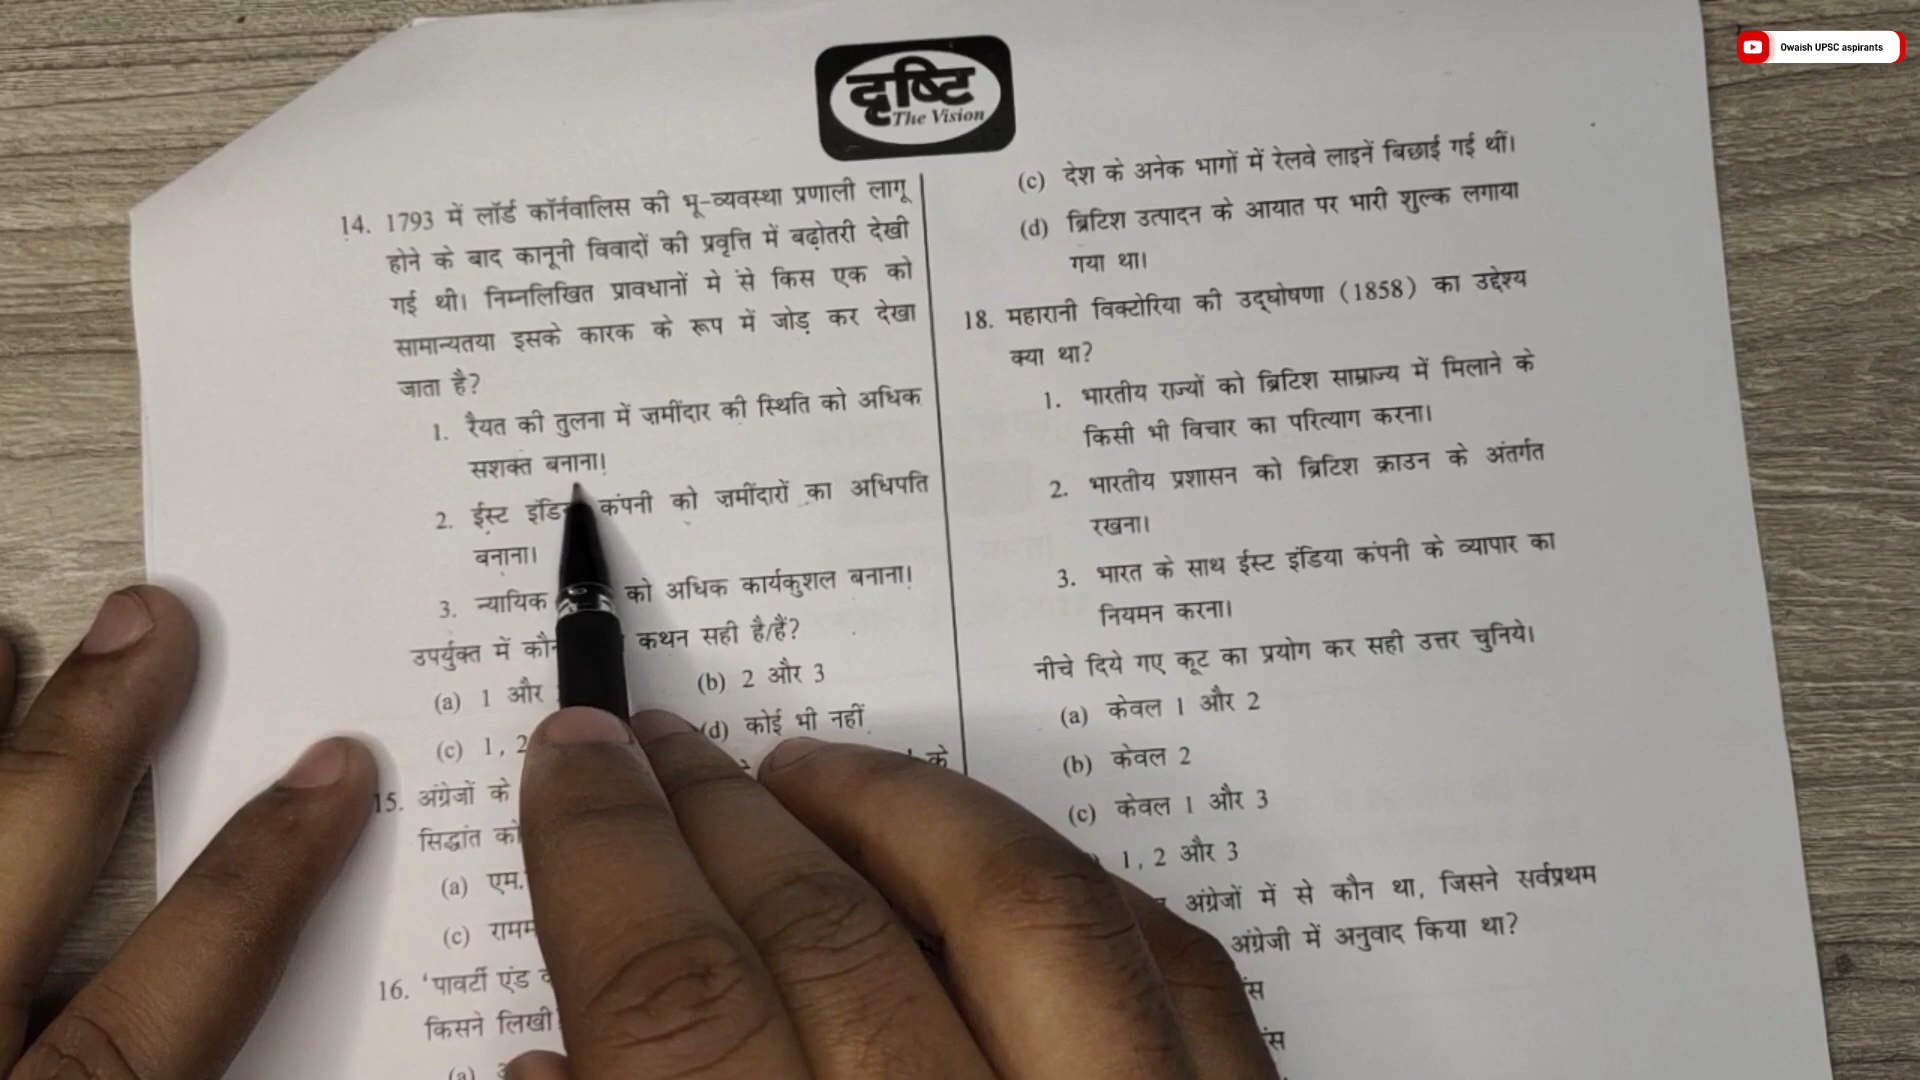 Owaish UPSC aspirants
दृष्टि
The Vision
14. 1793 में लॉर्ड कॉर्नवालिस की भू-व्यवस्था प्रणाली लागू
होने के बाद कानूनी विवादों की प्रवृत्ति में बढ़ोतरी देखी
गई थी। निम्नलिखित प्रावधानों मे से किस एक को
सामान्यतया इसके कारक के रूप में जोड़ कर देखा
जाता है?
1. रैयत की तुलना में ज़मींदार की स्थिति को अधिक
सशक्त बनाना।
2. ईस्ट कंपनी को ज़मींदारों का अधिपति
बनाना।
3. न्यायिक को अधिक कार्यकुशल बनाना।
उपर्युक्त में कथन सही है/हैं?
(a) 1 और
(b) 2 और 3
(c) 1, 2
(d) कोई भी नहीं
के
15. अंग्रेजों के
सिद्धांत को
(a) एम.
(c)
16. 'पावर्टी एंड
किसने लिखी
(a)
(c) देश के अनेक भागों में रेलवे लाइनें बिछाई गई थीं।
(d) ब्रिटिश उत्पादन के आयात पर भारी शुल्क लगाया
गया था।
18. महारानी विक्टोरिया की उद्घोषणा (1858) का उद्देश्य
क्या था?
1. भारतीय राज्यों को ब्रिटिश साम्राज्य में मिलाने के
किसी भी विचार का परित्याग करना।
2. भारतीय प्रशासन को ब्रिटिश क्राउन के अंतर्गत
रखना।
3. भारत के साथ ईस्ट इंडिया कंपनी के व्यापार का
नियमन करना।
नीचे दिये गए कूट का प्रयोग कर सही उत्तर चुनिये।
(a) केवल 1 और 2
(b) केवल 2
(c) केवल 1 और 3
1, 2 और 3
अंग्रेजों में से कौन था, जिसने सर्वप्रथम
अंग्रेजी में अनुवाद किया था?